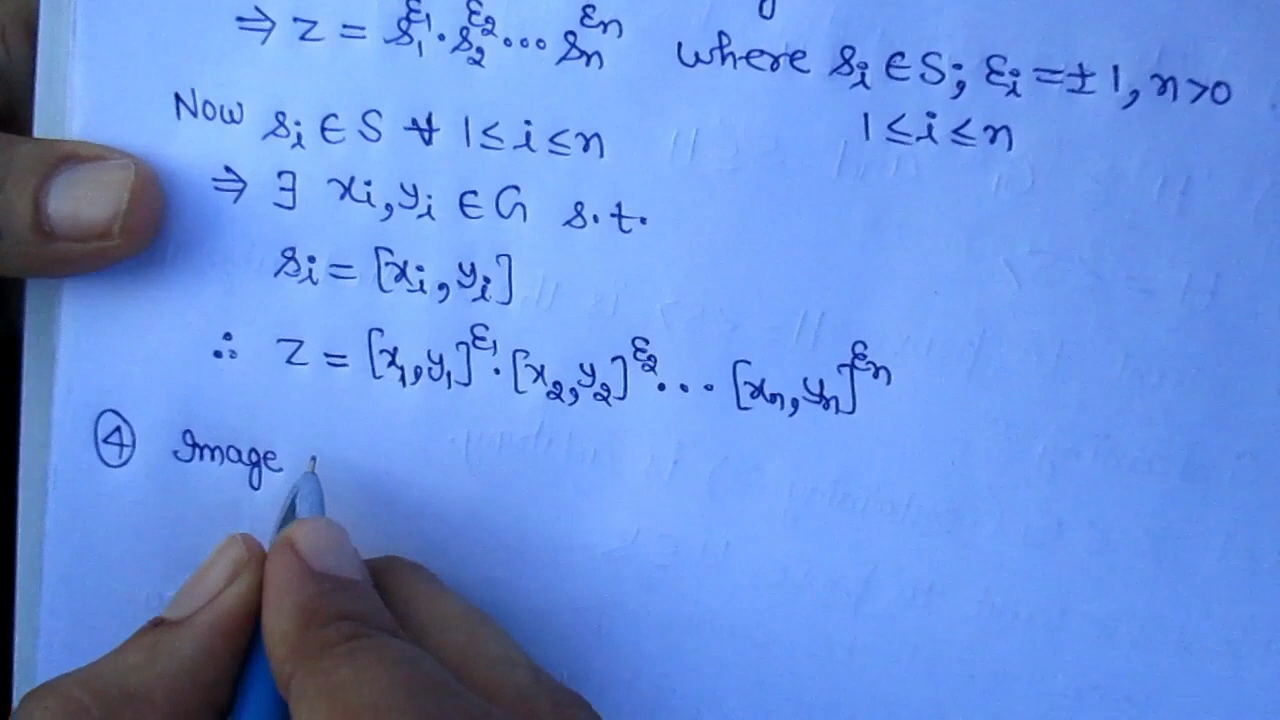 ⇒ z = s₁^ε₁ · s₂^ε₂ ... sₙ^εₙ where sᵢ ∈ S; εᵢ = ± 1, n > 0
1 ≤ i ≤ n
Now sᵢ ∈ S ∀ 1 ≤ i ≤ n
⇒ ∃ xᵢ, yᵢ ∈ G s.t.
sᵢ = [xᵢ, yᵢ]
∴ z = [x₁, y₁]^ε₁ · [x₂, y₂]^ε₂ ... [xₙ, yₙ]^εₙ
④ Image